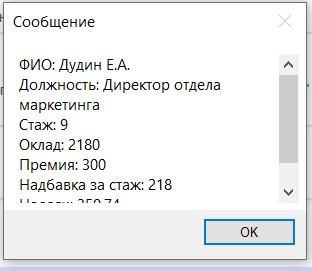 Сообщение
ФИО: Дудин Е.А.
Должность: Директор отдела
маркетинга
Стаж: 9
Оклад: 2180
Премия: 300
Надбавка за стаж: 218
OK